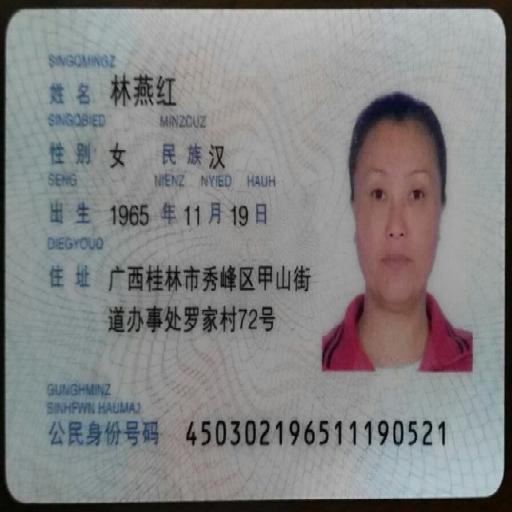 SINGQMINGZ
姓名 林燕红
SINGQBIED MINZCUZ
性别 女 民族 汉
SENG NIENZ NYIED HAUH
出生 1965 年 11 月 19 日
DIEGYOUQ
住址 广西桂林市秀峰区甲山街
道办事处罗家村72号
GUNGHMINZ
SINHFWN HAUMAJ
公民身份号码 450302196511190521